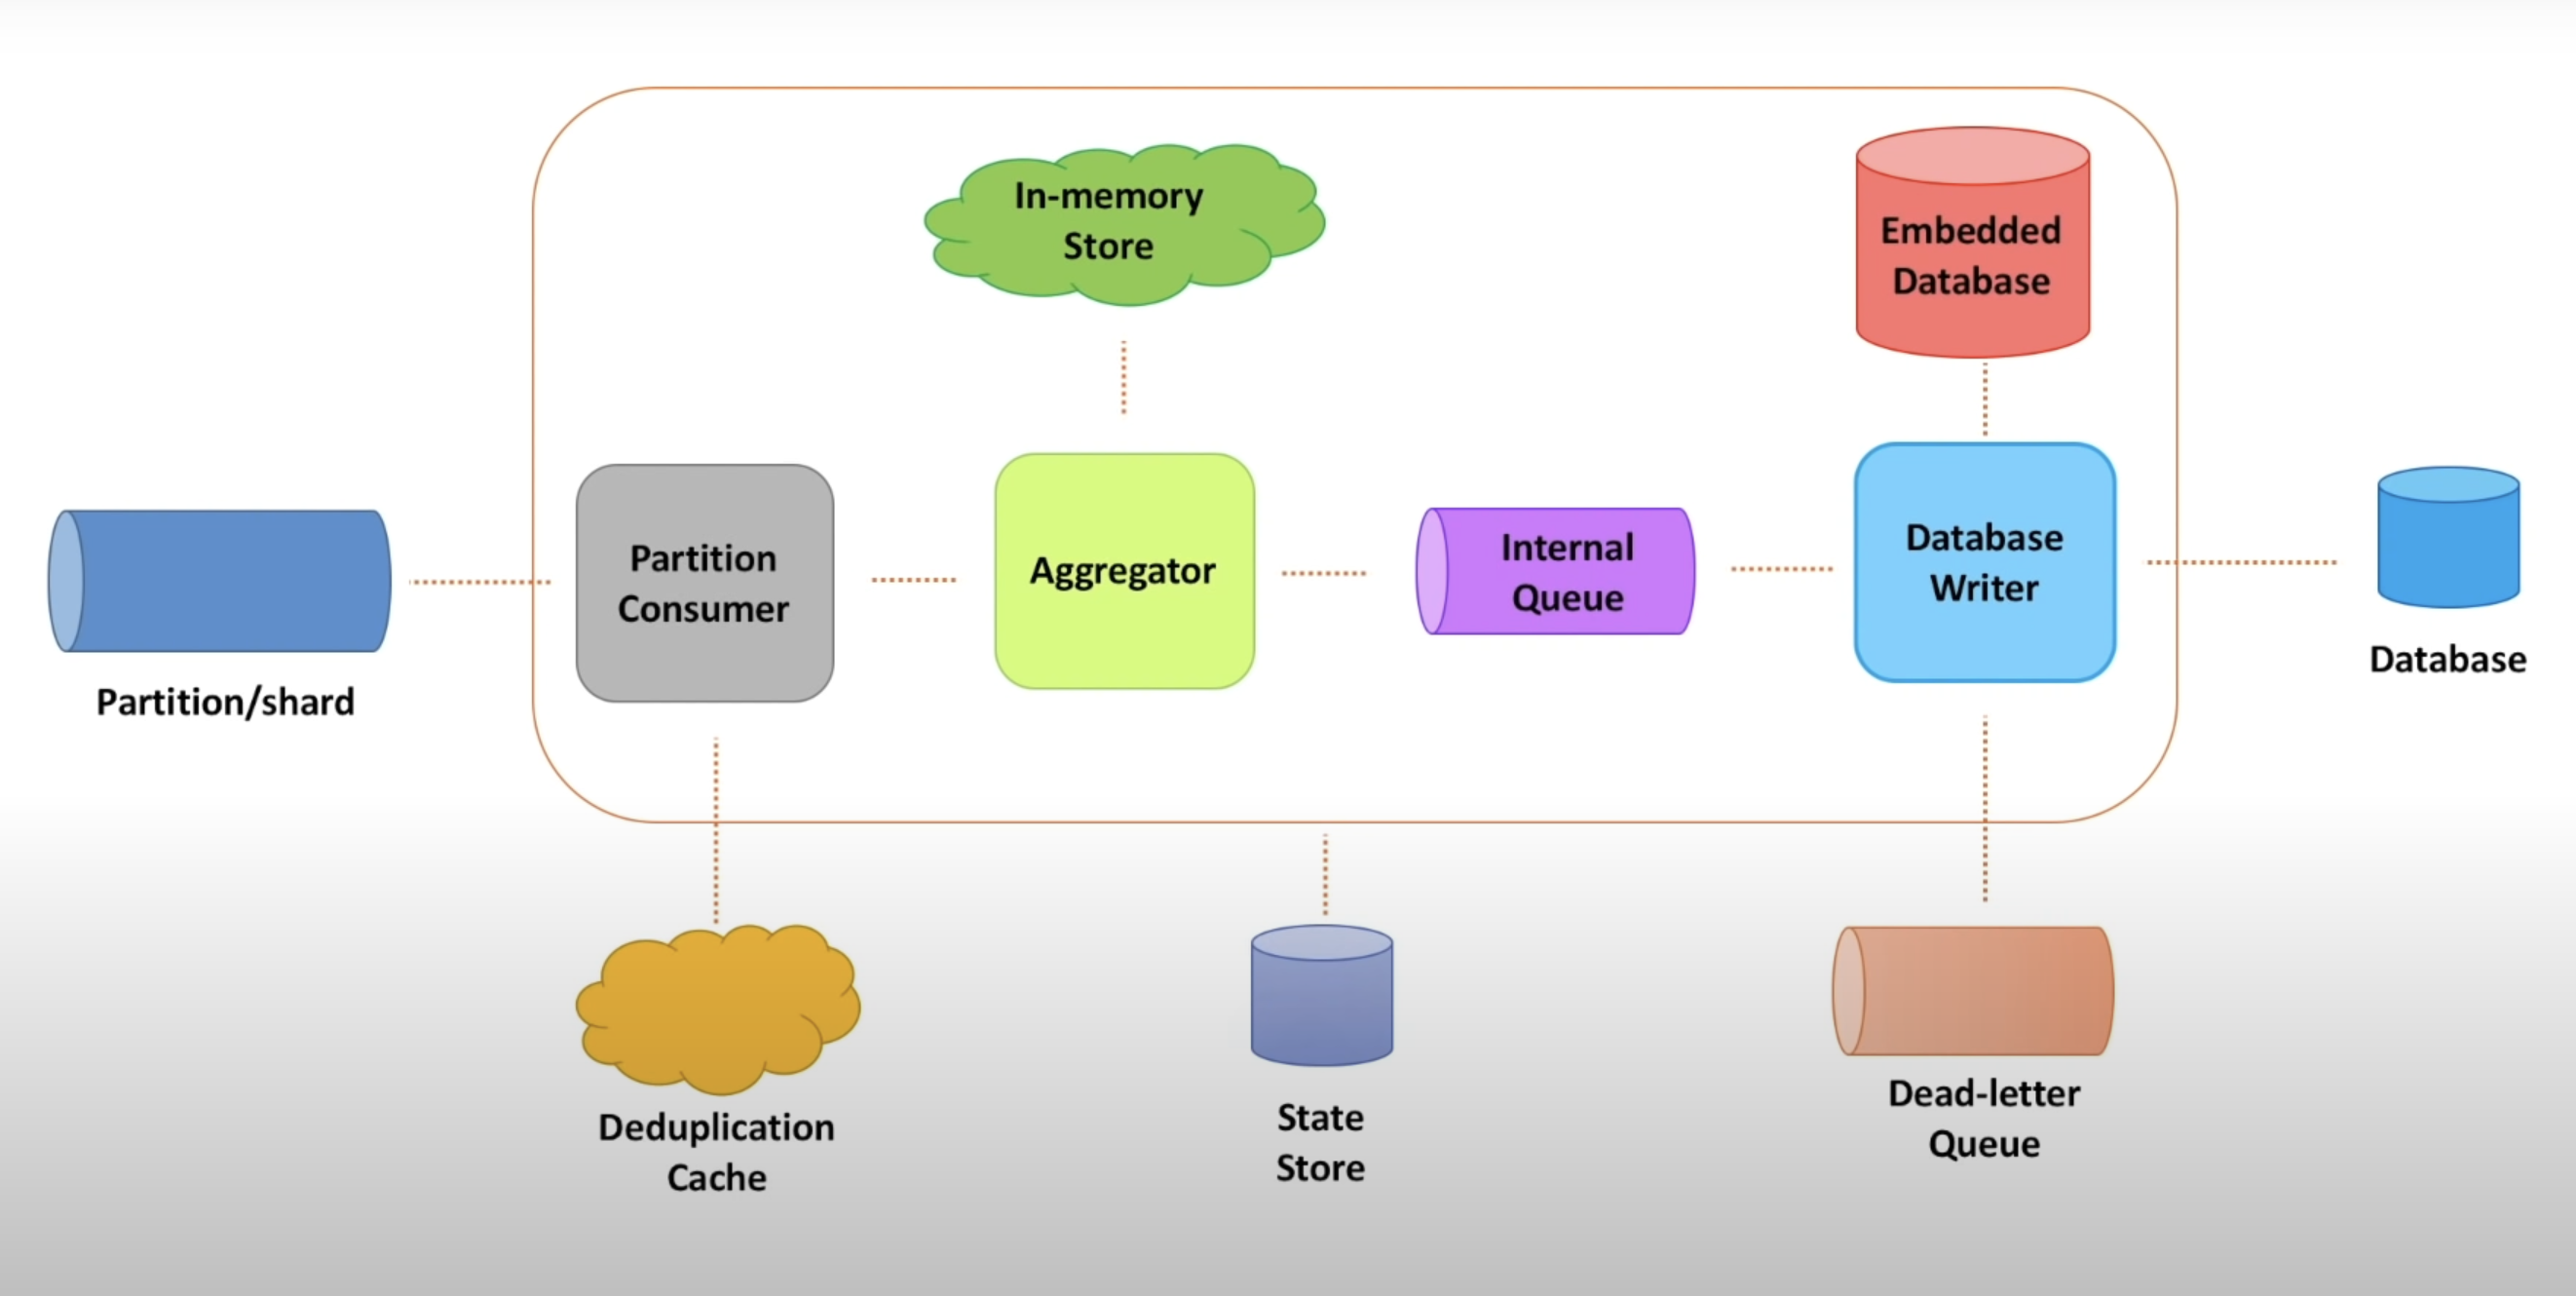 In-memory
Store
Embedded
Database
Partition
Consumer
Aggregator
Internal
Queue
Database
Writer
Partition/shard
Database
Deduplication
Cache
State
Store
Dead-letter
Queue